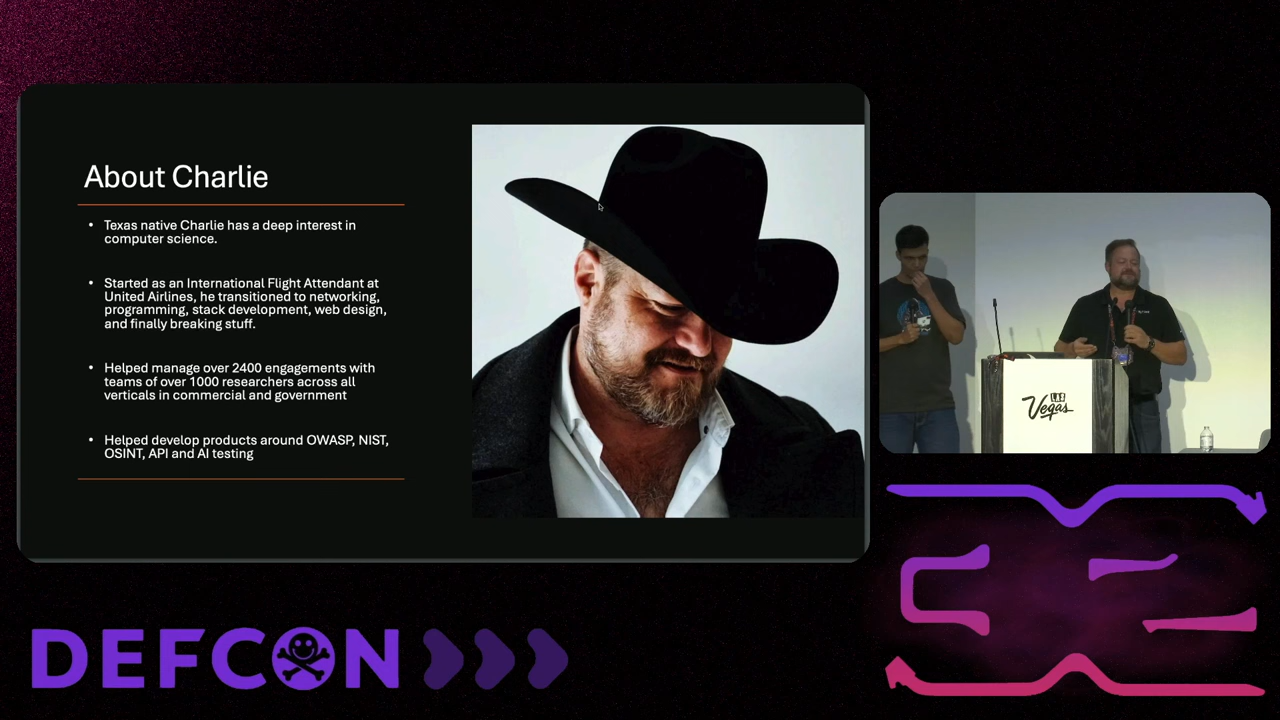 About Charlie
• Texas native Charlie has a deep interest in
computer science.
• Started as an International Flight Attendant at
United Airlines, he transitioned to networking,
programming, stack development, web design,
and finally breaking stuff.
• Helped manage over 2400 engagements with
teams of over 1000 researchers across all
verticals in commercial and government
• Helped develop products around OWASP, NIST,
OSINT, API and AI testing
LAS
Vegas
DEFCON